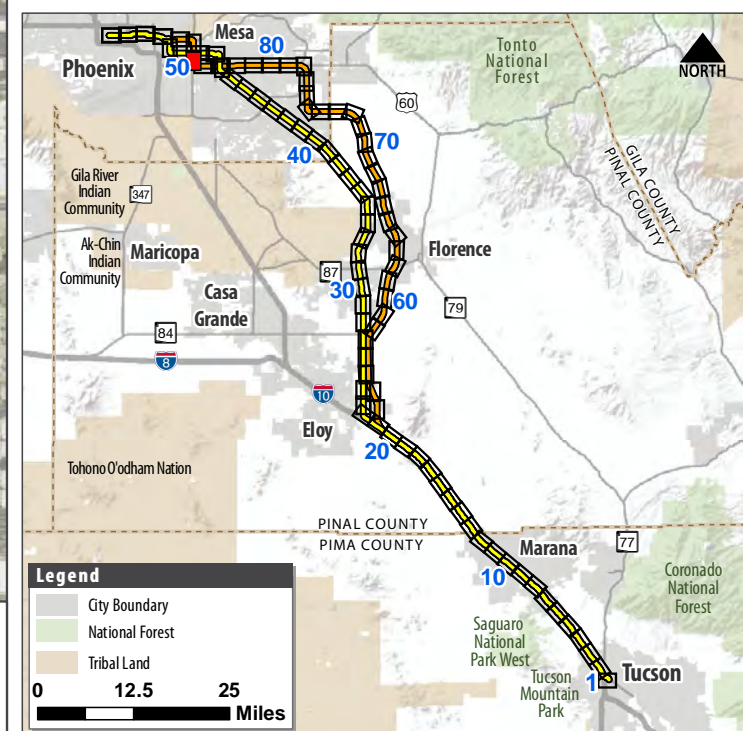 Mesa
80
Tonto
National
Forest
NORTH
Phoenix
50
60
70
40
GILA COUNTY
PINAL COUNTY
Gila River
Indian
Community
347
Ak-Chin
Indian
Community
Maricopa
Florence
87
30
Casa
Grande
60
79
84
8
10
Eloy
20
Tohono O'odham Nation
PINAL COUNTY
PIMA COUNTY
Marana
77
10
Coronado
National
Forest
Saguaro
National
Park West
Tucson
Mountain
Park
1
Tucson
Legend
City Boundary
National Forest
Tribal Land
0 12.5 25
Miles